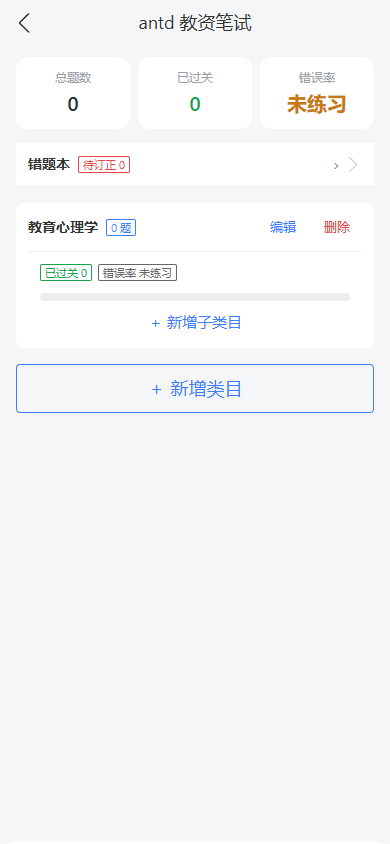 antd 教资笔试
总题数 已过关 错误率
0 0 未练习
错题本 待订正 0 ›
教育心理学 0 题 编辑 删除
已过关 0 错误率 未练习
+ 新增子类目
+ 新增类目